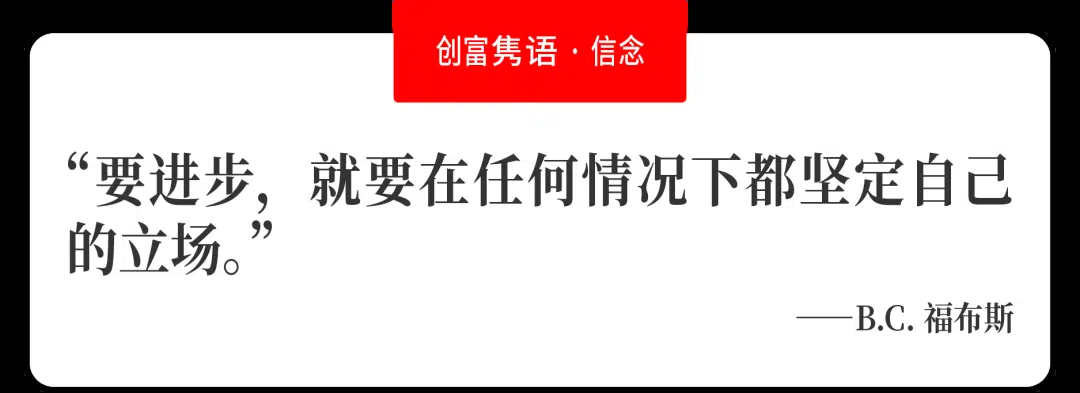 创富隽语 · 信念
“要进步，就要在任何情况下都坚定自己
的立场。”
——B.C. 福布斯